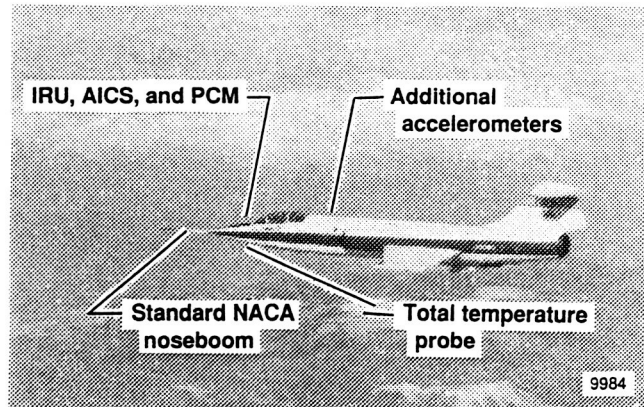 IRU, AICS, and PCM
Additional
accelerometers
Standard NACA
noseboom
Total temperature
probe
9984